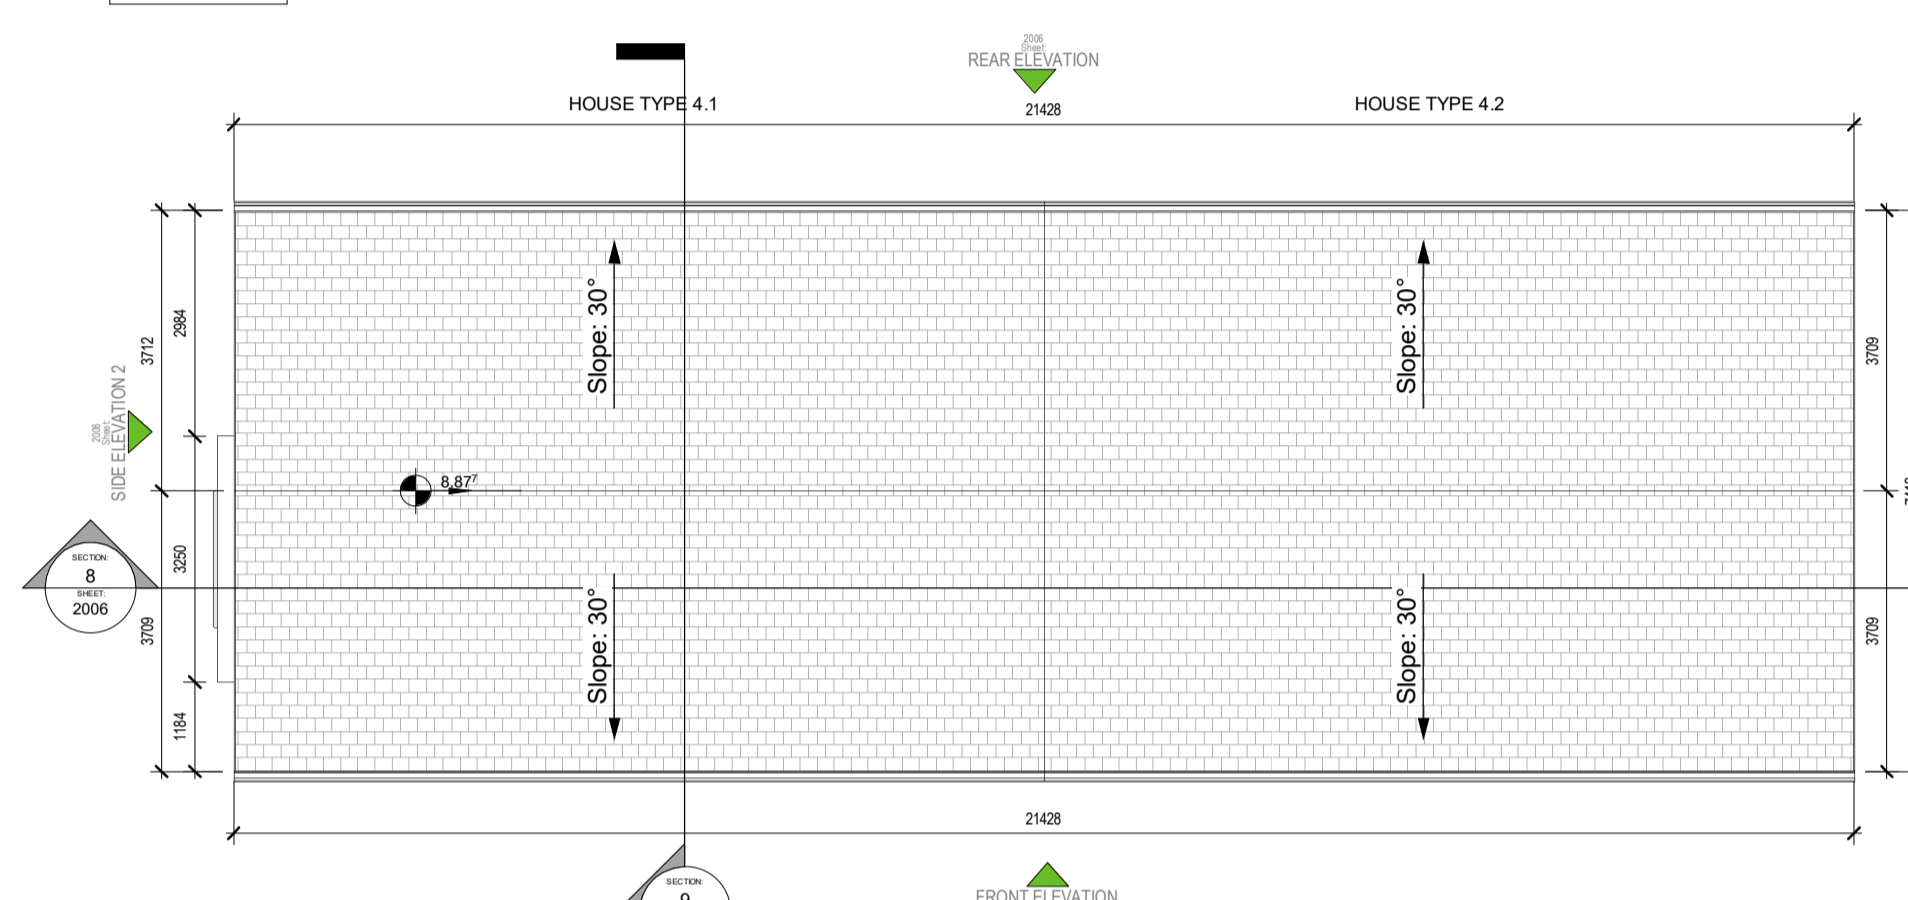 2006
Sheet
REAR ELEVATION
HOUSE TYPE 4.1
21428
HOUSE TYPE 4.2
2984
3712
Slope: 30°
Slope: 30°
3709
2006
Sheet
SIDE ELEVATION 2
8.87⁷
SECTION:
8
SHEET:
2006
3250
3709
Slope: 30°
Slope: 30°
3709
1184
21428
SECTION:
9
FRONT ELEVATION